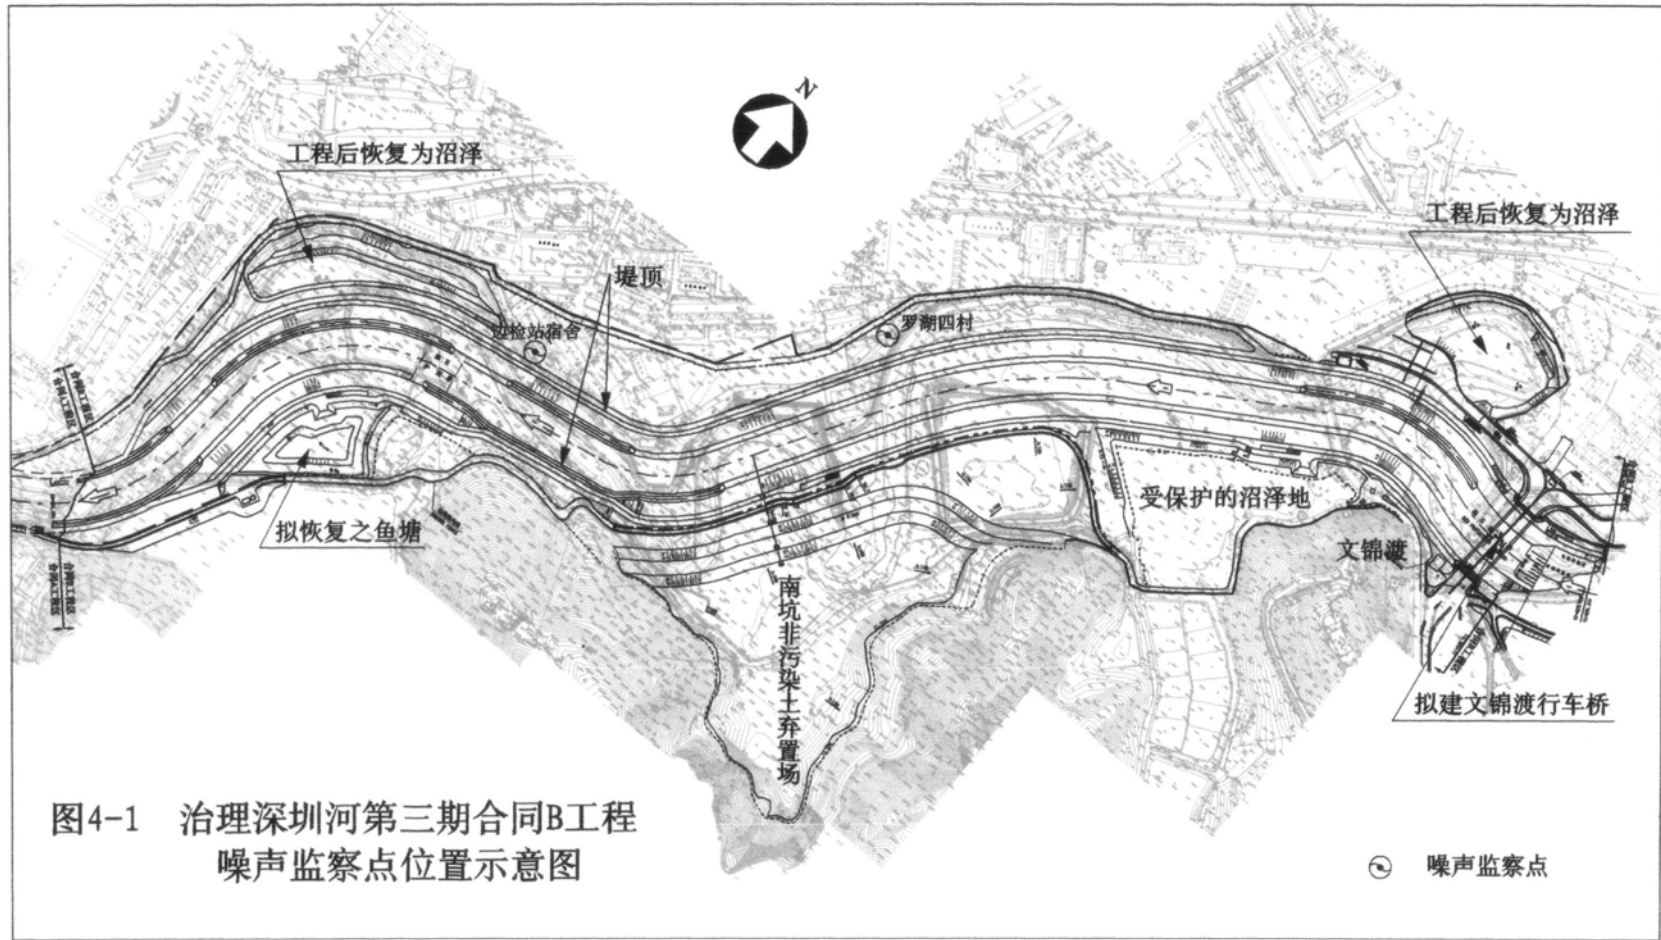 N
工程后恢复为沼泽
工程后恢复为沼泽
堤顶
边检站宿舍
罗湖四村
受保护的沼泽地
拟恢复之鱼塘
文锦渡
南坑非污染土弃置场
拟建文锦渡行车桥
图4-1 治理深圳河第三期合同B工程
噪声监察点位置示意图
噪声监察点